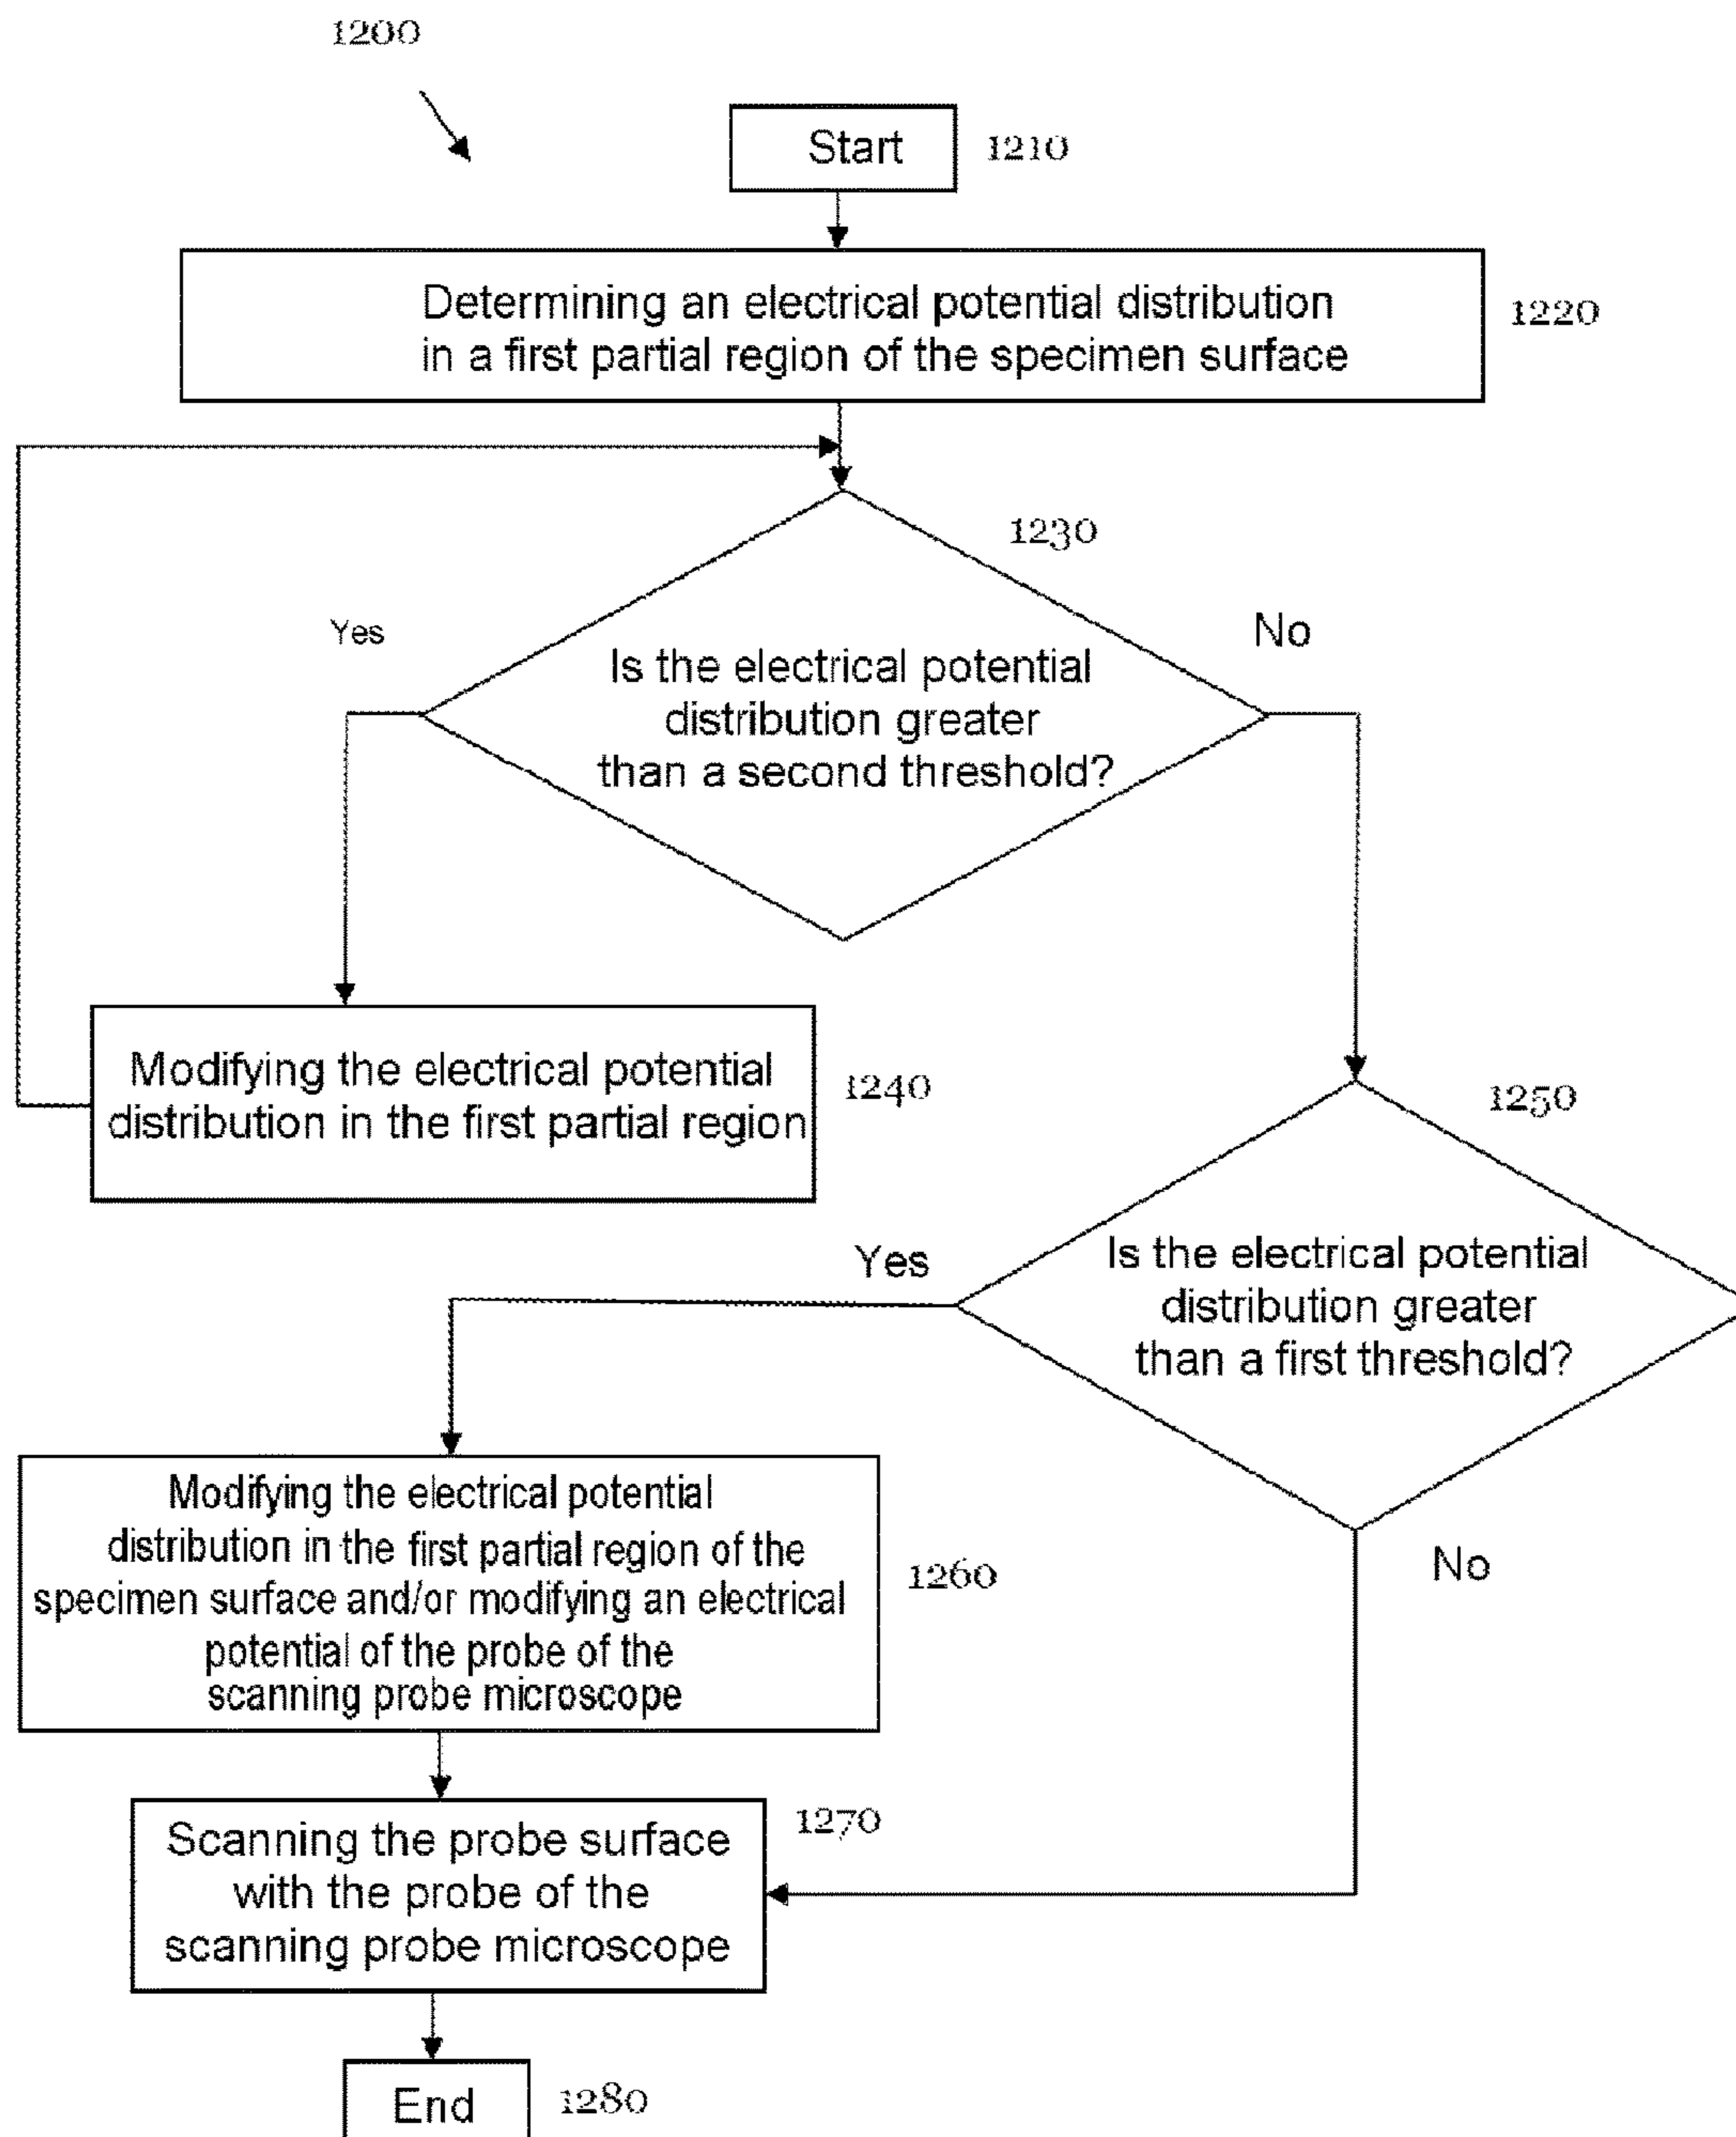 1200
Start
1210
Determining an electrical potential distribution
in a first partial region of the specimen surface
1220
1230
Yes
No
Is the electrical potential
distribution greater
than a second threshold?
Modifying the electrical potential
distribution in the first partial region
1240
1250
Yes
Is the electrical potential
distribution greater
than a first threshold?
Modifying the electrical potential
distribution in the first partial region of the
specimen surface and/or modifying an electrical
potential of the probe of the
scanning probe microscope
1260
No
Scanning the probe surface
with the probe of the
scanning probe microscope
1270
End
1280